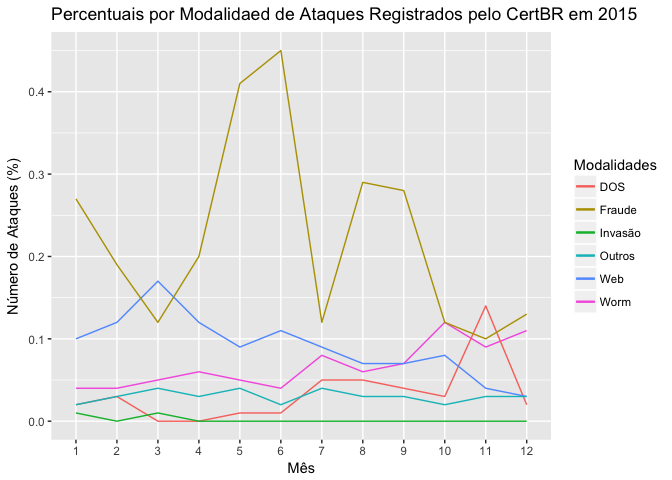 Percentuais por Modalidaed de Ataques Registrados pelo CertBR em 2015
Número de Ataques (%)
0.4
0.3
0.2
0.1
0.0
1 2 3 4 5 6 7 8 9 10 11 12
Mês
Modalidades
DOS
Fraude
Invasão
Outros
Web
Worm